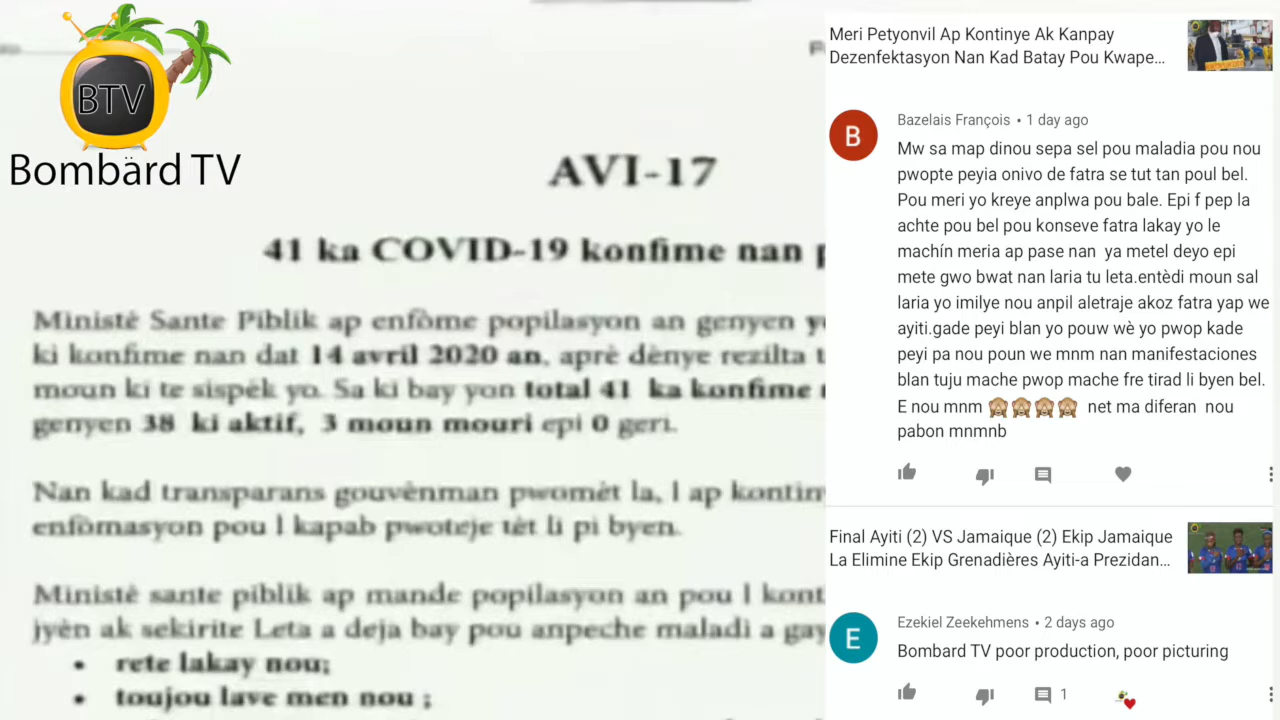 BTV
Bombärd TV
AVI-17
41 ka COVID-19 konfime nan
Ministè Sante Piblik ap enfòme popilasyon an genyen
ki konfime nan dat 14 avril 2020 an, aprè dènye rezilta
moun ki te sispèk yo. Sa ki bay yon total 41 ka konfime
genyen 38 ki aktif, 3 moun mouri epi 0 geri.
Nan kad transparans gouvènman pwomèt la, l ap
enfòmasyon pou l kapab pwoteje tèt li pi byen.
Ministè sante piblik ap mande popilasyon an pou l
jyèn ak sekirite Leta a deja bay pou anpeche maladi a
• rete lakay nou;
• toujou lave men nou ;
Meri Petyonvil Ap Kontinye Ak Kanpay
Dezenfektasyon Nan Kad Batay Pou Kwape...
B
Bazelais François • 1 day ago
Mw sa map dinou sepa sel pou maladia pou nou
pwopte peyia onivo de fatra se tut tan poul bel.
Pou meri yo kreye anplwa pou bale. Epi f pep la
achte pou bel pou konseve fatra lakay yo le
machín meria ap pase nan ya metel deyo epi
mete gwo bwat nan laria tu leta.entèdi moun sal
laria yo imilye nou anpil aletraje akoz fatra yap we
ayiti.gade peyi blan yo pouw wè yo pwop kade
peyi pa nou poun we mnm nan manifestaciones
blan tuju mache pwop mache fre tirad li byen bel.
E nou mnm 🙈🙈🙈🙈 net ma diferan nou
pabon mnmnb
Final Ayiti (2) VS Jamaique (2) Ekip Jamaique
La Elimine Ekip Grenadières Ayiti-a Prezidan...
E
Ezekiel Zeekehmens • 2 days ago
Bombard TV poor production, poor picturing
1